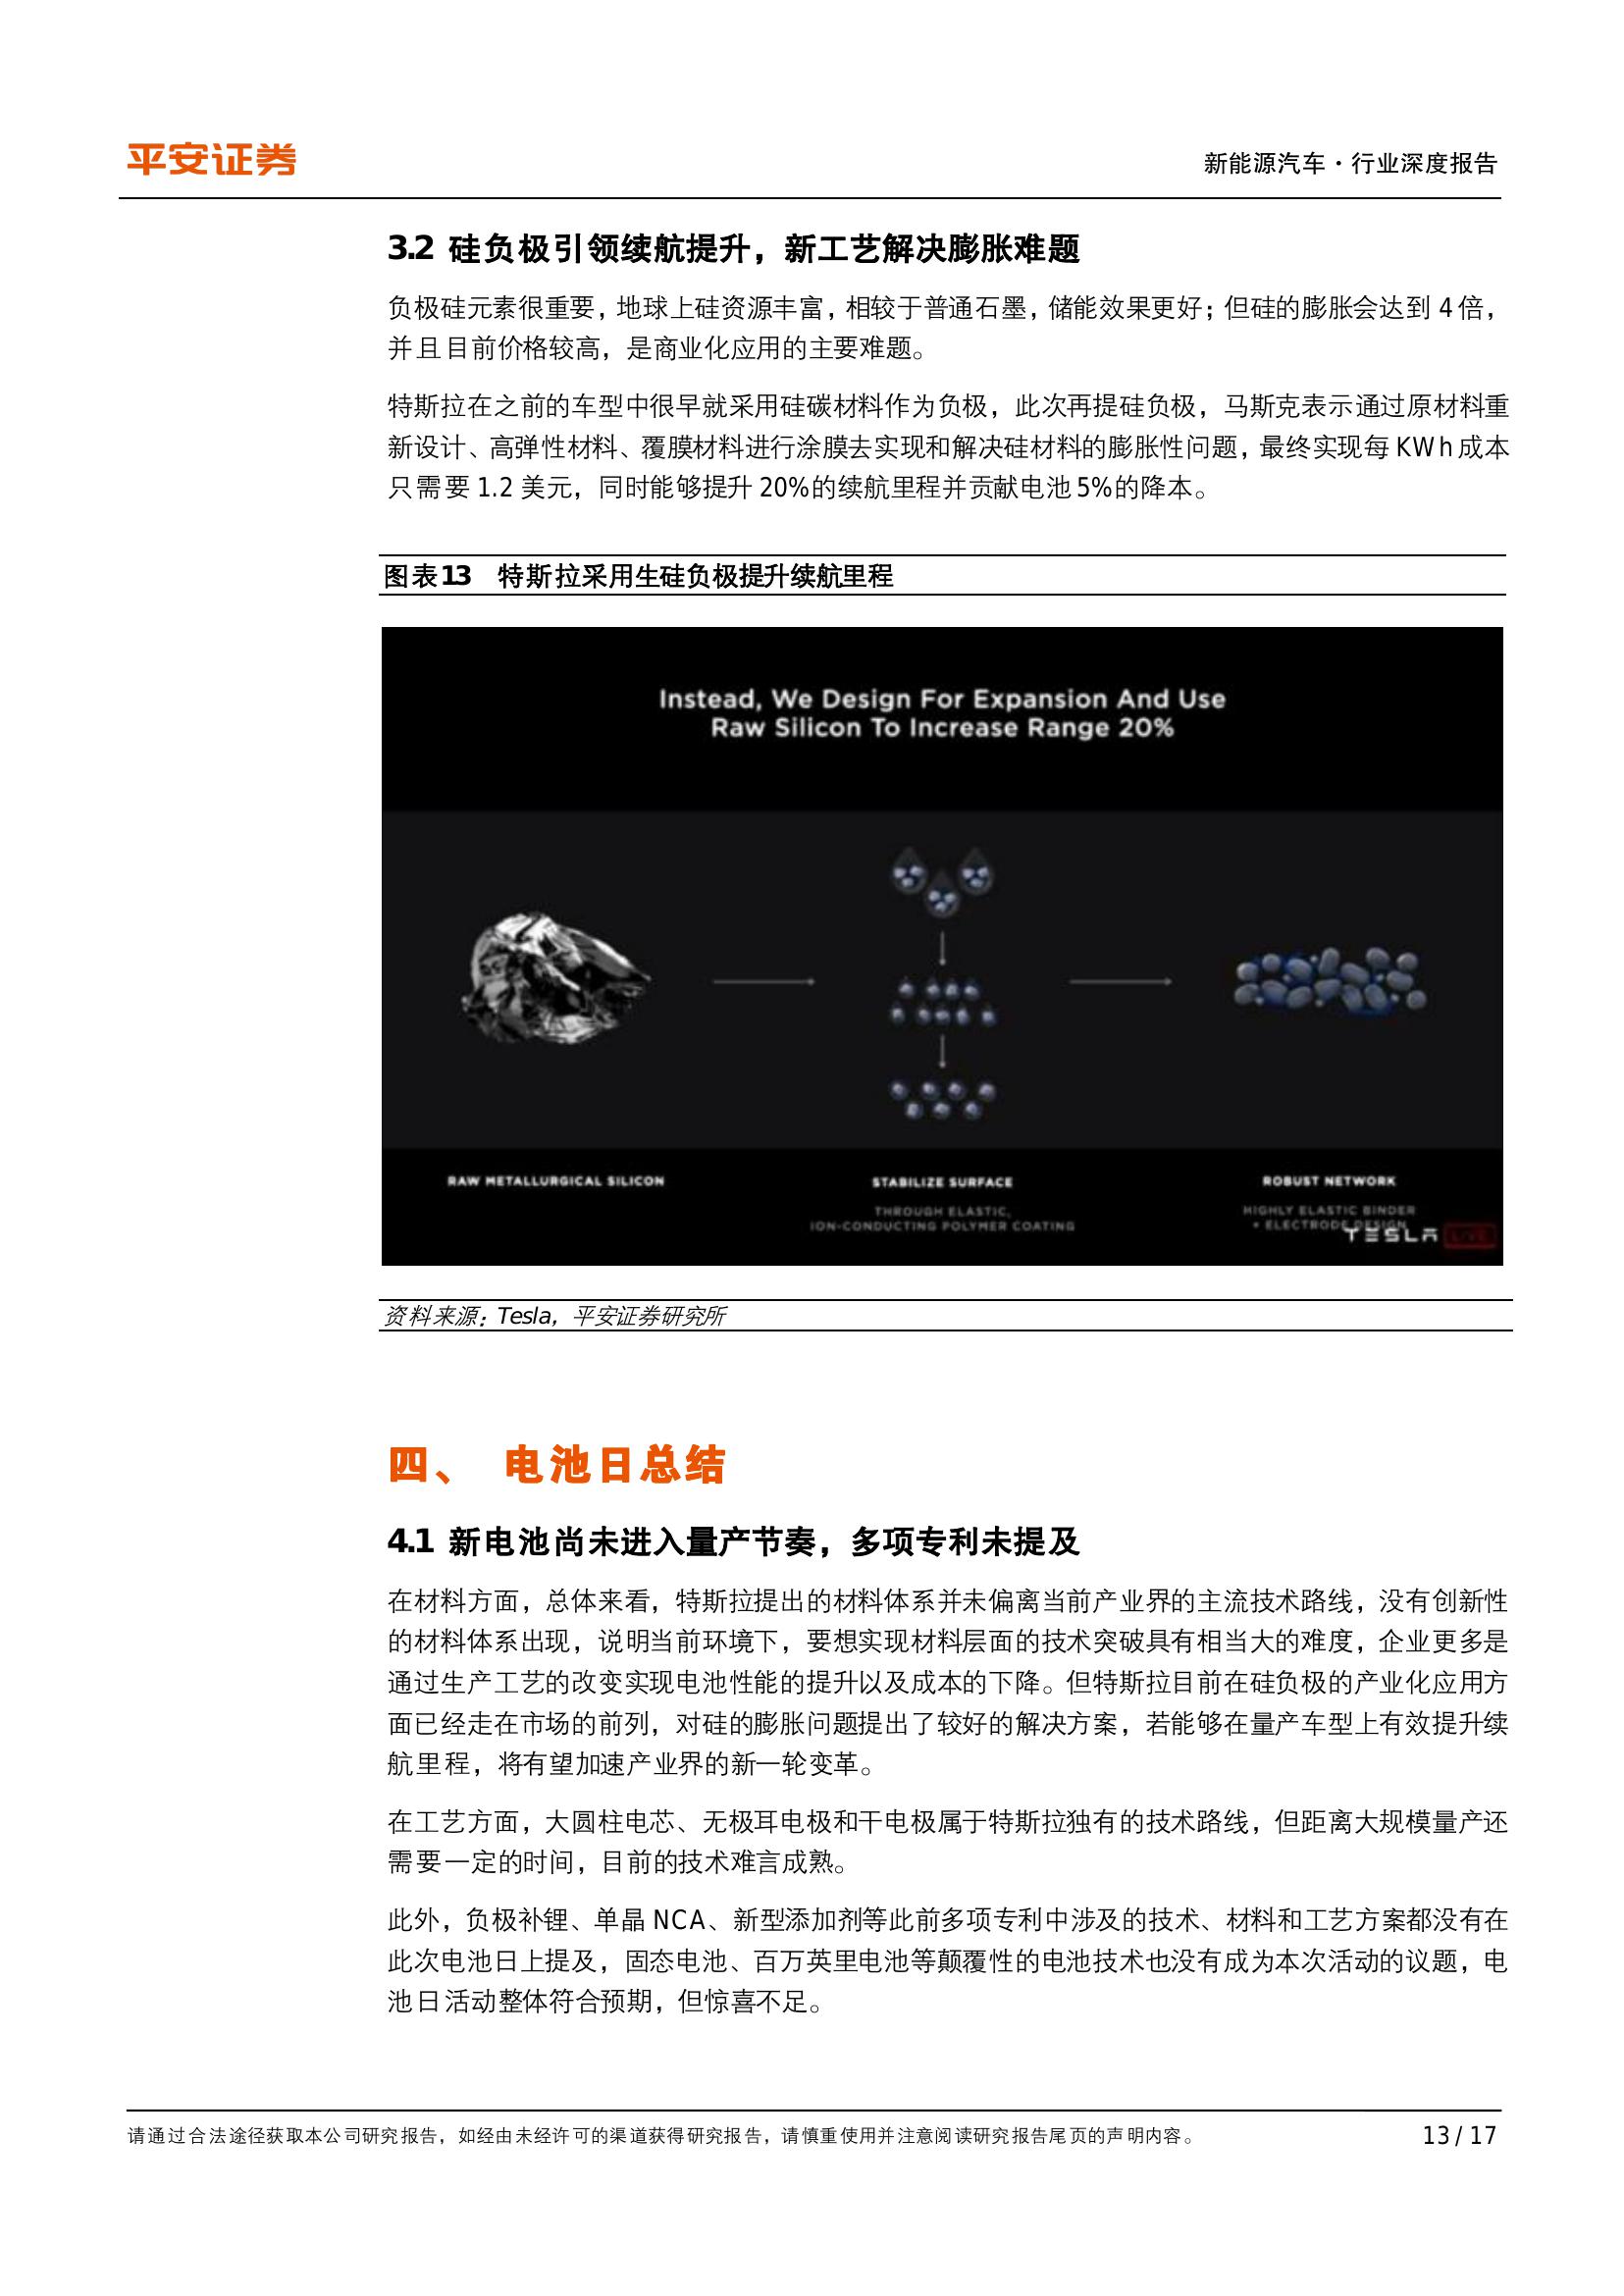 平安证券
新能源汽车·行业深度报告
3.2 硅负极引领续航提升，新工艺解决膨胀难题
负极硅元素很重要，地球上硅资源丰富，相较于普通石墨，储能效果更好；但硅的膨胀会达到 4 倍，
并且目前价格较高，是商业化应用的主要难题。
特斯拉在之前的车型中很早就采用硅碳材料作为负极，此次再提硅负极，马斯克表示通过原材料重
新设计、高弹性材料、覆膜材料进行涂膜去实现和解决硅材料的膨胀性问题，最终实现每 KWh 成本
只需要 1.2 美元，同时能够提升 20%的续航里程并贡献电池 5%的降本。
图表13 特斯拉采用生硅负极提升续航里程
Instead, We Design For Expansion And Use
Raw Silicon To Increase Range 20%
RAW METALLURGICAL SILICON
STABILIZE SURFACE
THROUGH ELASTIC,
ION-CONDUCTING POLYMER COATING
ROBUST NETWORK
HIGHLY ELASTIC BINDER
+ ELECTRODE DESIGN
TESLA LIVE
资料来源：Tesla，平安证券研究所
四、 电池日总结
4.1 新电池尚未进入量产节奏，多项专利未提及
在材料方面，总体来看，特斯拉提出的材料体系并未偏离当前产业界的主流技术路线，没有创新性
的材料体系出现，说明当前环境下，要想实现材料层面的技术突破具有相当大的难度，企业更多是
通过生产工艺的改变实现电池性能的提升以及成本的下降。但特斯拉目前在硅负极的产业化应用方
面已经走在市场的前列，对硅的膨胀问题提出了较好的解决方案，若能够在量产车型上有效提升续
航里程，将有望加速产业界的新一轮变革。
在工艺方面，大圆柱电芯、无极耳电极和干电极属于特斯拉独有的技术路线，但距离大规模量产还
需要一定的时间，目前的技术难言成熟。
此外，负极补锂、单晶 NCA、新型添加剂等此前多项专利中涉及的技术、材料和工艺方案都没有在
此次电池日上提及，固态电池、百万英里电池等颠覆性的电池技术也没有成为本次活动的议题，电
池日活动整体符合预期，但惊喜不足。
请通过合法途径获取本公司研究报告，如经由未经许可的渠道获得研究报告，请慎重使用并注意阅读研究报告尾页的声明内容。
13 / 17